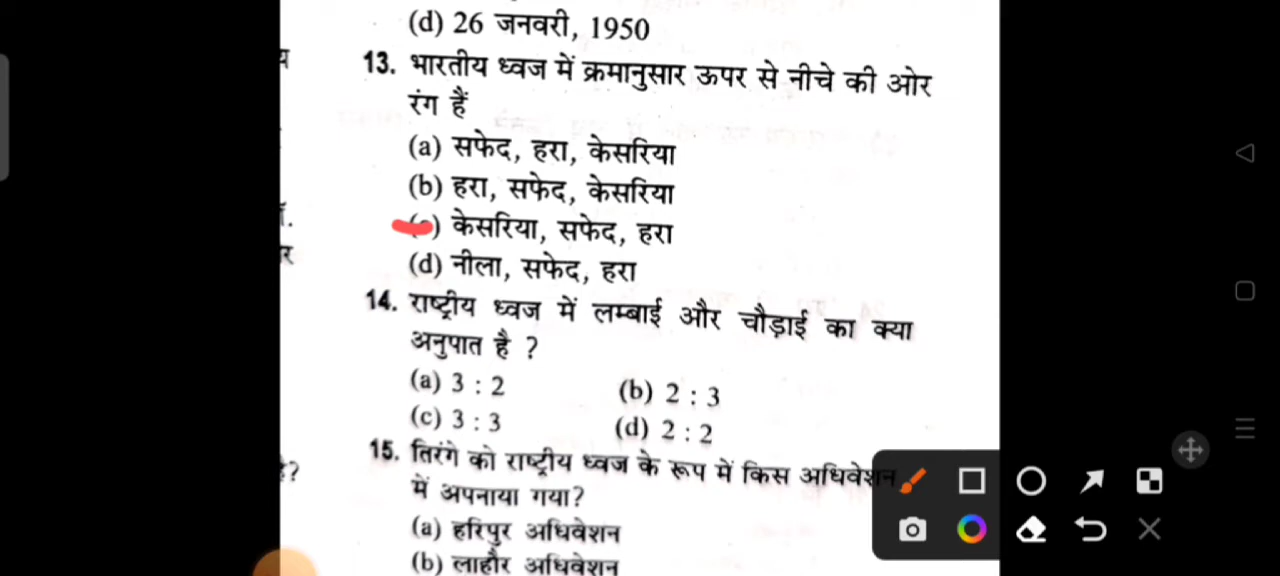 (d) 26 जनवरी, 1950
13. भारतीय ध्वज में क्रमानुसार ऊपर से नीचे की ओर
रंग हैं
(a) सफेद, हरा, केसरिया
(b) हरा, सफेद, केसरिया
केसरिया, सफेद, हरा
(d) नीला, सफेद, हरा
14. राष्ट्रीय ध्वज में लम्बाई और चौड़ाई का क्या
अनुपात है ?
(a) 3 : 2 (b) 2 : 3
(c) 3 : 3 (d) 2 : 2
15. तिरंगे को राष्ट्रीय ध्वज के रूप में किस अधिवेशन
में अपनाया गया?
(a) हरिपुर अधिवेशन
(b) लाहौर अधिवेशन